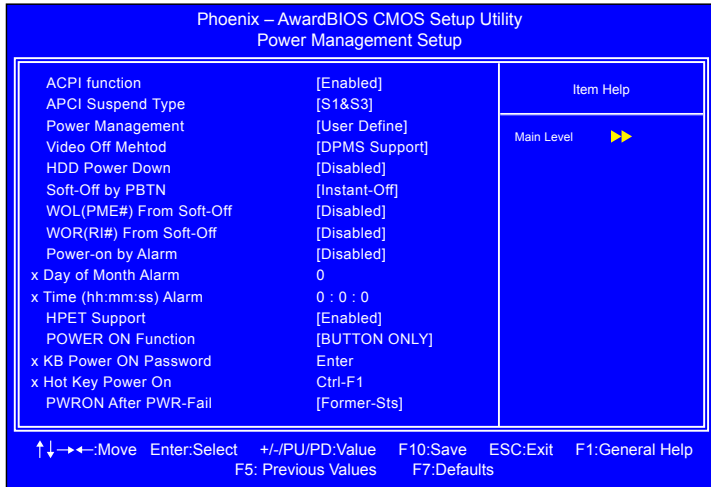 Phoenix – AwardBIOS CMOS Setup Utility
Power Management Setup
ACPI function [Enabled]
APCI Suspend Type [S1&S3]
Power Management [User Define]
Video Off Mehtod [DPMS Support]
HDD Power Down [Disabled]
Soft-Off by PBTN [Instant-Off]
WOL(PME#) From Soft-Off [Disabled]
WOR(RI#) From Soft-Off [Disabled]
Power-on by Alarm [Disabled]
x Day of Month Alarm 0
x Time (hh:mm:ss) Alarm 0 : 0 : 0
HPET Support [Enabled]
POWER ON Function [BUTTON ONLY]
x KB Power ON Password Enter
x Hot Key Power On Ctrl-F1
PWRON After PWR-Fail [Former-Sts]
Item Help
Main Level ▶▶
↑↓→←:Move Enter:Select +/-/PU/PD:Value F10:Save ESC:Exit F1:General Help
F5: Previous Values F7:Defaults